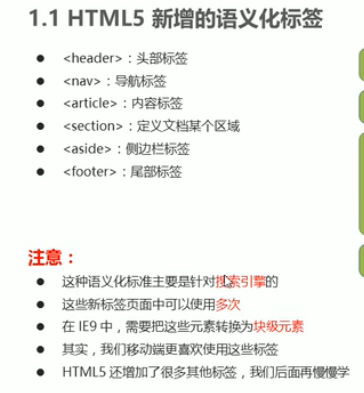 1.1 HTML5 新增的语义化标签
● <header>：头部标签
● <nav>：导航标签
● <article>：内容标签
● <section>：定义文档某个区域
● <aside>：侧边栏标签
● <footer>：尾部标签
注意：
● 这种语义化标准主要是针对搜索引擎的
● 这些新标签页面中可以使用多次
● 在 IE9 中，需要把这些元素转换为块级元素
● 其实，我们移动端更喜欢使用这些标签
● HTML5 还增加了很多其他标签，我们后面再慢慢学